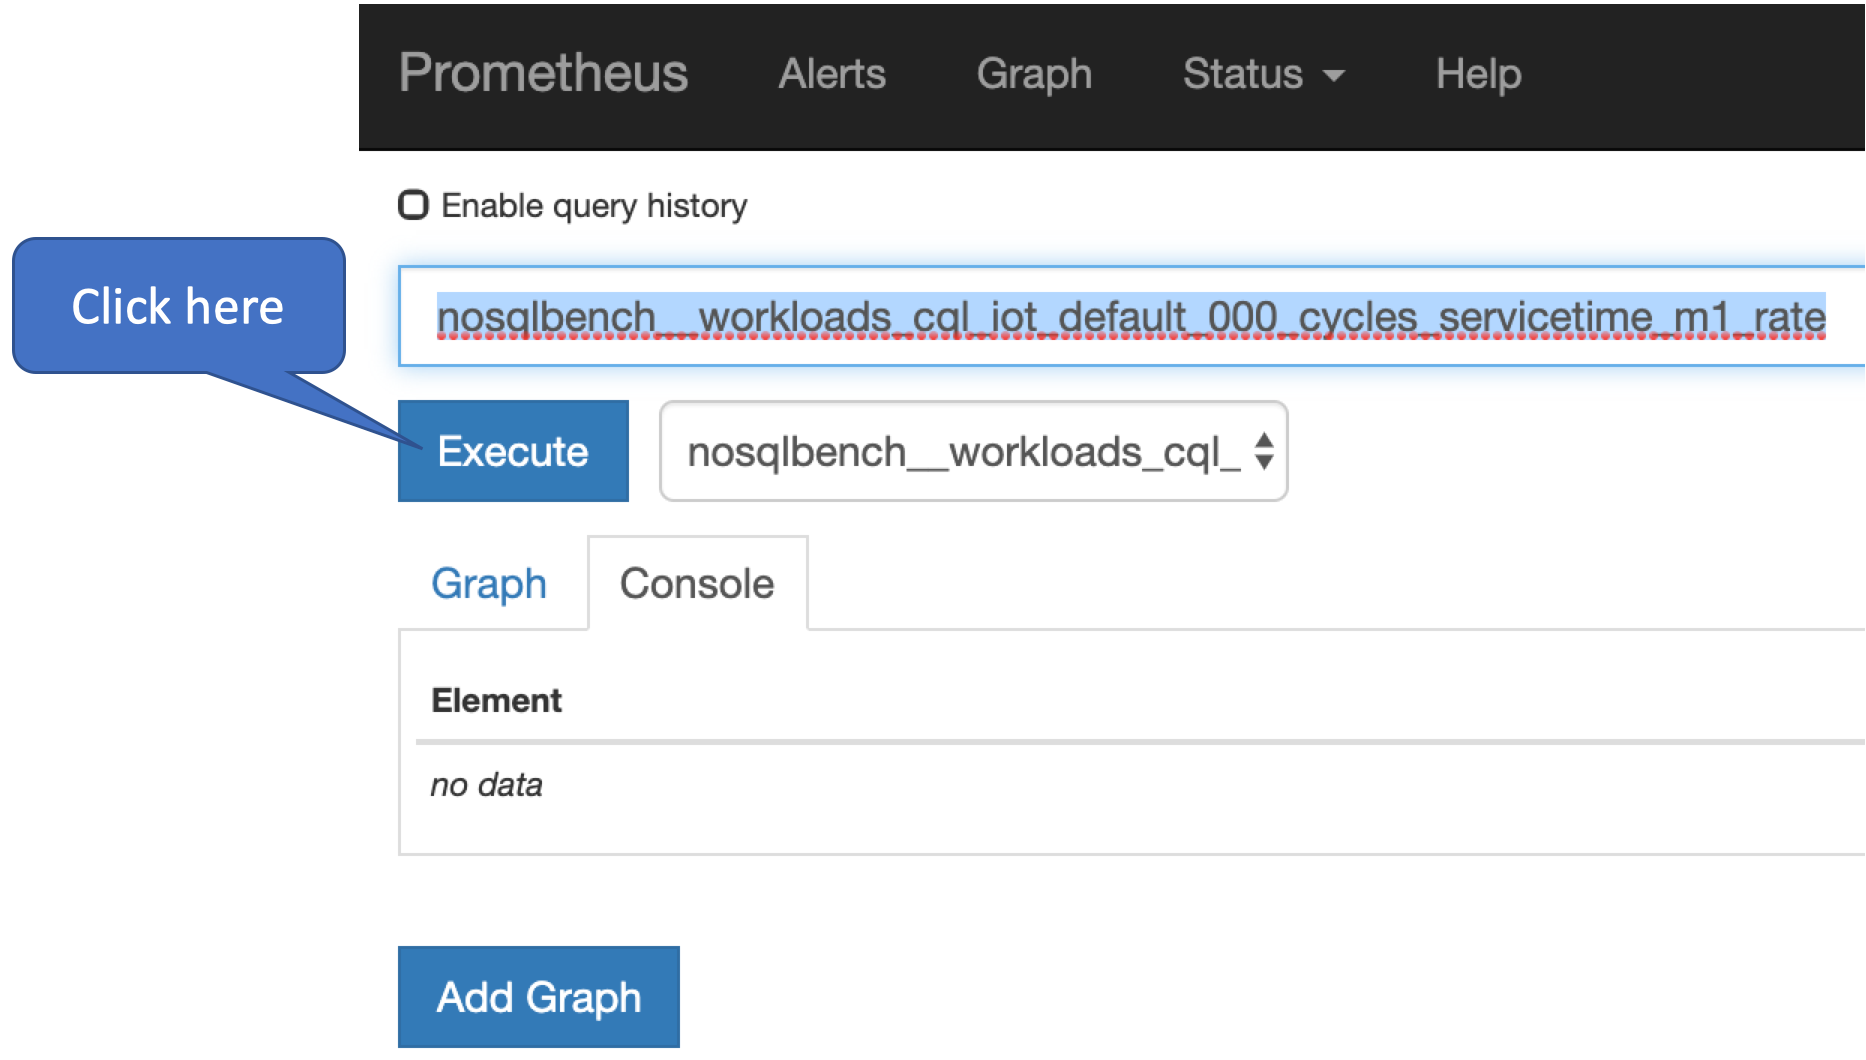 Prometheus Alerts Graph Status Help
Enable query history
Click here
nosqlbench__workloads_cql_iot_default_000_cycles_servicetime_m1_rate
Execute nosqlbench__workloads_cql_
Graph Console
Element
no data
Add Graph